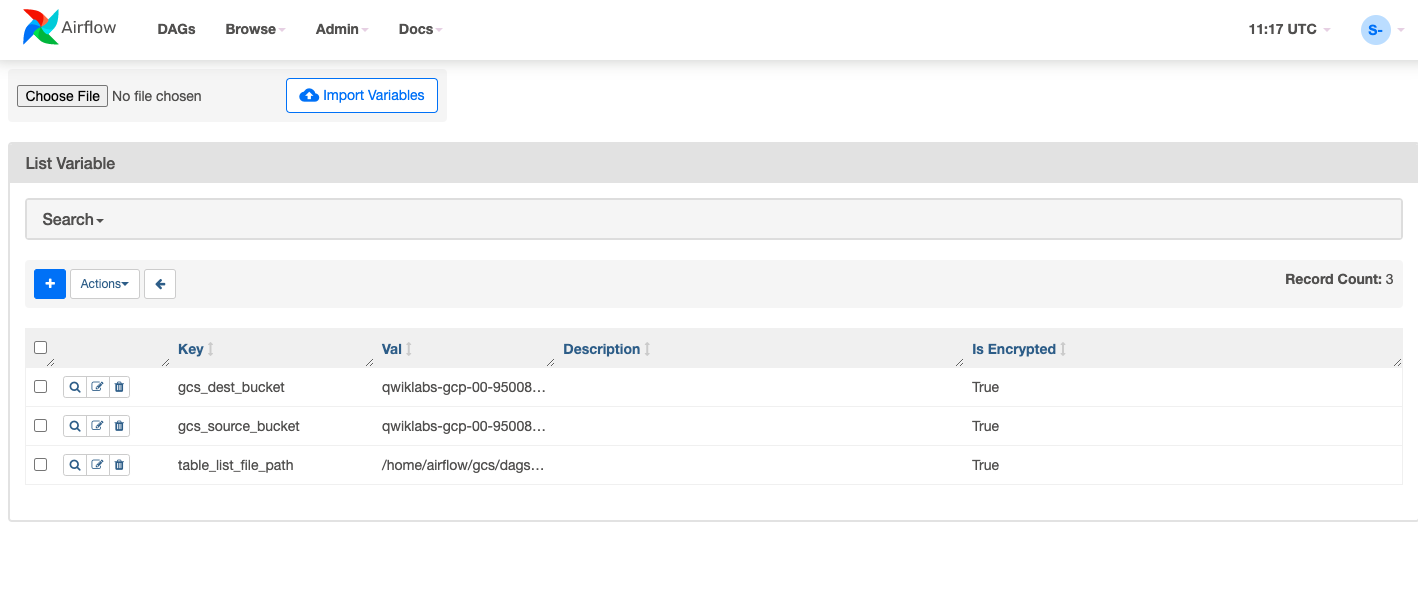 Airflow DAGs Browse Admin Docs 11:17 UTC S-
Choose File No file chosen Import Variables
List Variable
Search
+ Actions Record Count: 3
Key Val Description Is Encrypted
gcs_dest_bucket qwiklabs-gcp-00-95008... True
gcs_source_bucket qwiklabs-gcp-00-95008... True
table_list_file_path /home/airflow/gcs/dags... True